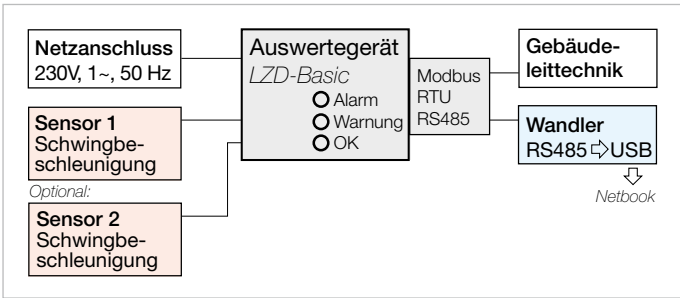 Netzanschluss
230V, 1~, 50 Hz
Sensor 1
Schwingbe-
schleunigung
Optional:
Sensor 2
Schwingbe-
schleunigung
Auswertegerät
LZD-Basic
Alarm
Warnung
OK
Modbus
RTU
RS485
Gebäude-
leittechnik
Wandler
RS485 ⇨ USB
Netbook